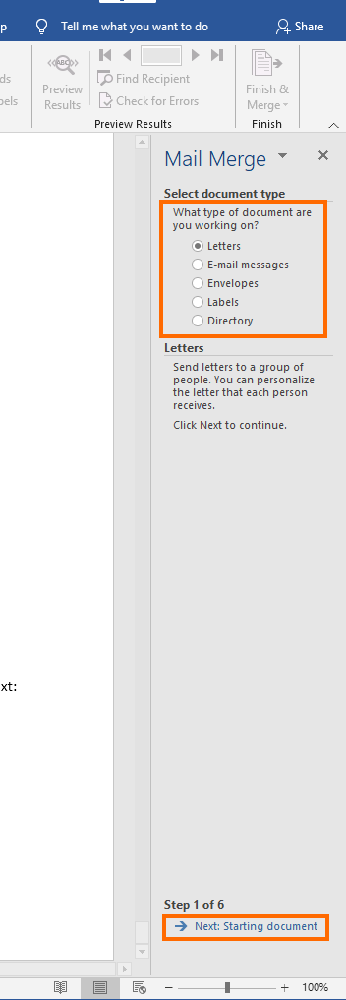 p Tell me what you want to do Share
ds
bels
ABC
Preview
Results
Find Recipient
Check for Errors
Preview Results
Finish &
Merge
Finish
Mail Merge
Select document type
What type of document are
you working on?
Letters
E-mail messages
Envelopes
Labels
Directory
Letters
Send letters to a group of
people. You can personalize
the letter that each person
receives.
Click Next to continue.
xt:
Step 1 of 6
Next: Starting document
100%